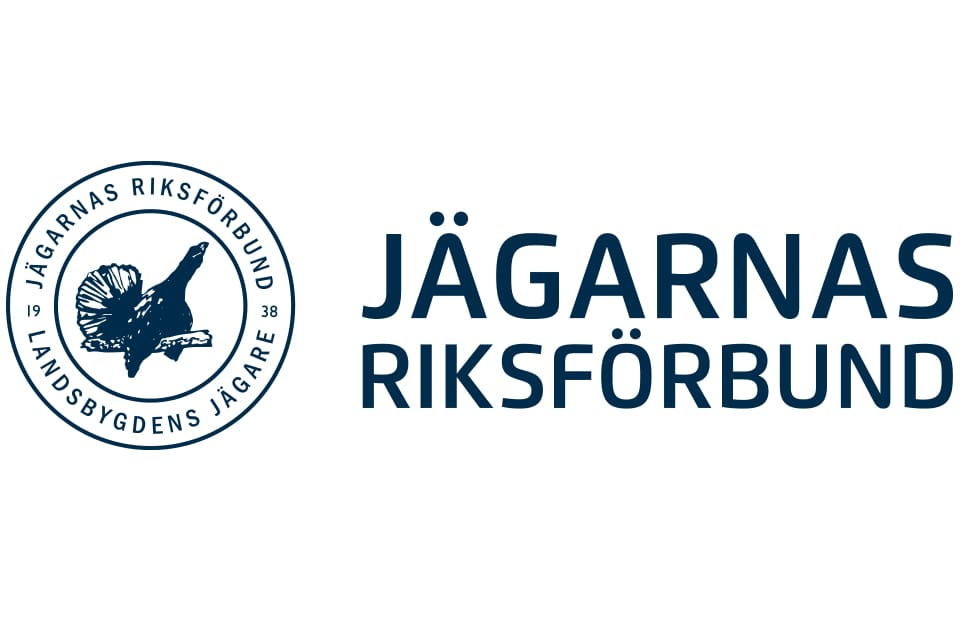 JÄGARNAS RIKSFÖRBUND
19 38
LANDSBYGDENS JÄGARE
JÄGARNAS
RIKSFÖRBUND